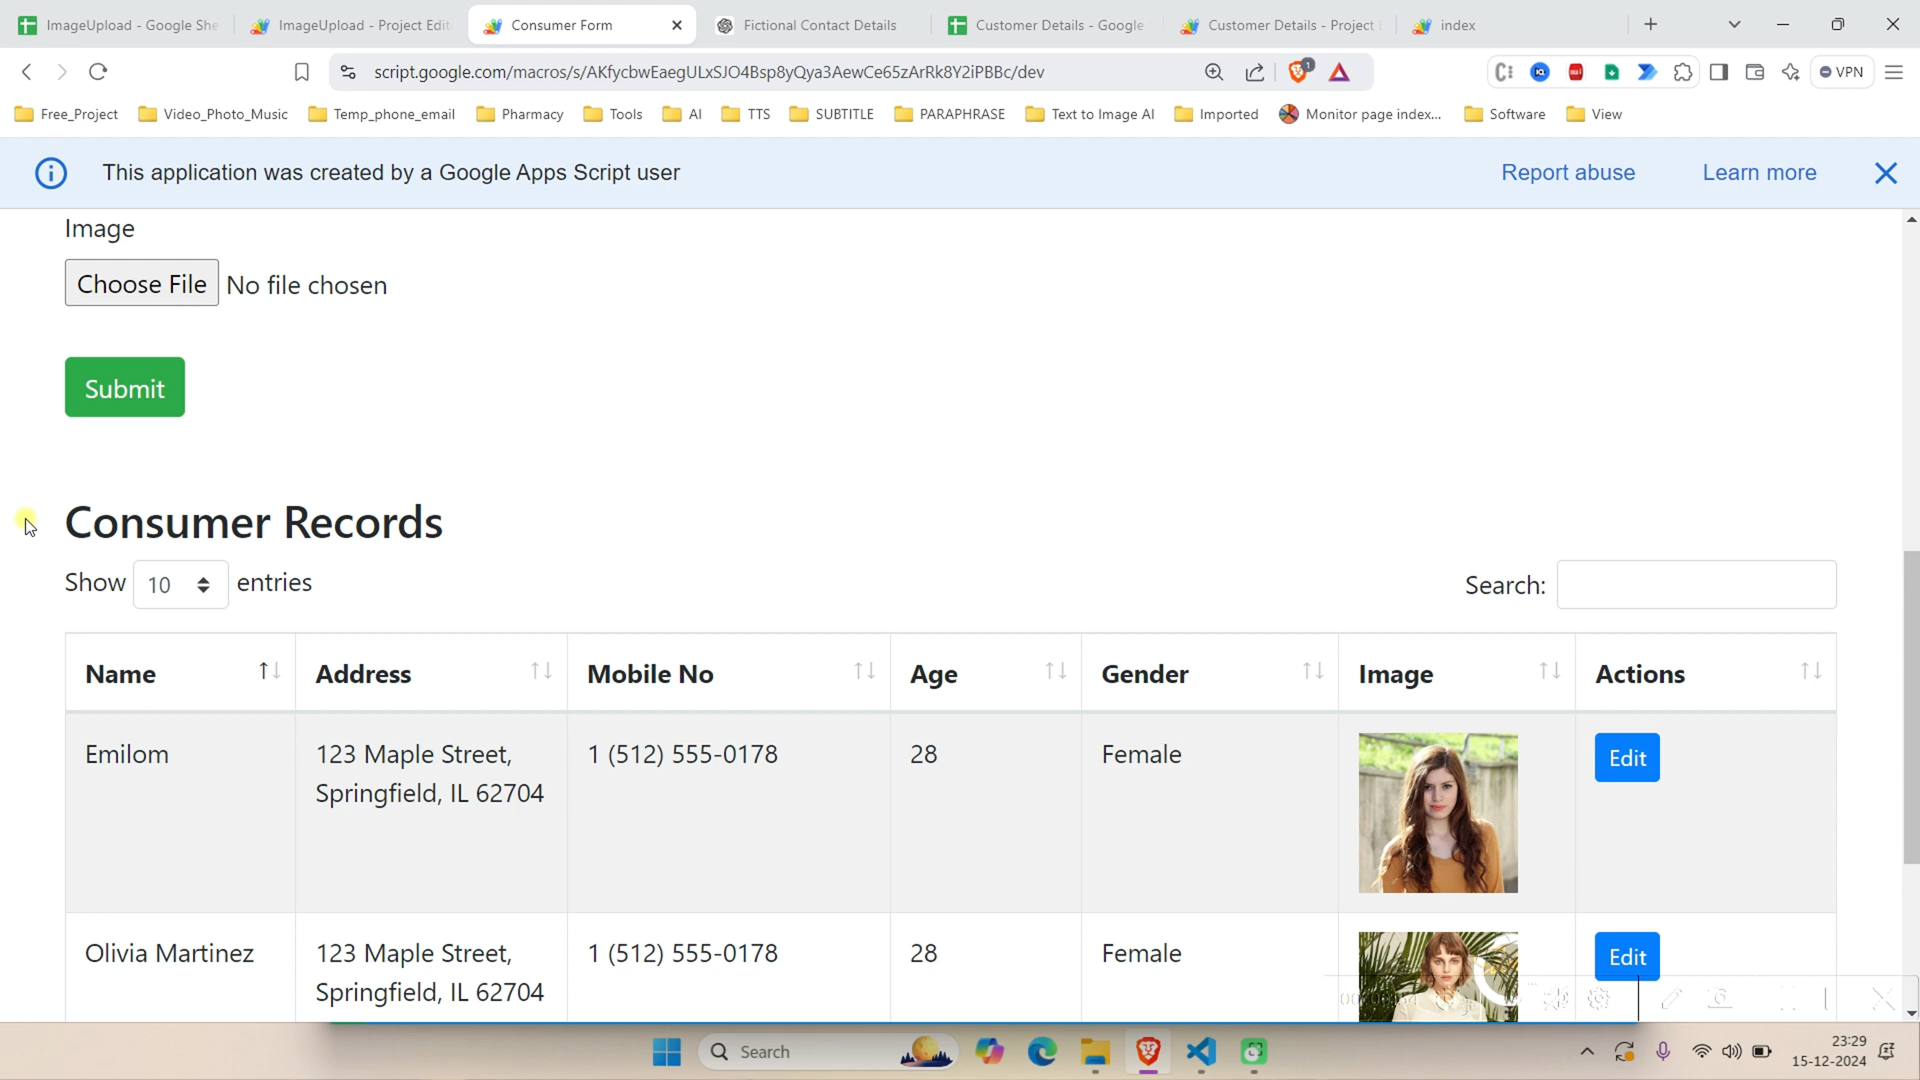 ImageUpload - Google She
ImageUpload - Project Edit
Consumer Form
Fictional Contact Details
Customer Details - Google
Customer Details - Project
index
script.google.com/macros/s/AKfycbwEaegULxSJO4Bsp8yQya3AewCe65zArRk8Y2iPBBc/dev
1
VPN
Free_Project
Video_Photo_Music
Temp_phone_email
Pharmacy
Tools
AI
TTS
SUBTITLE
PARAPHRASE
Text to Image AI
Imported
Monitor page index...
Software
View
This application was created by a Google Apps Script user
Report abuse
Learn more
Image
Choose File No file chosen
Submit
Consumer Records
Show 10 entries
Search:
Name Address Mobile No Age Gender Image Actions
Emilom 123 Maple Street, 1 (512) 555-0178 28 Female Edit
Springfield, IL 62704
Olivia Martinez 123 Maple Street, 1 (512) 555-0178 28 Female Edit
Springfield, IL 62704
Search
23:29
15-12-2024